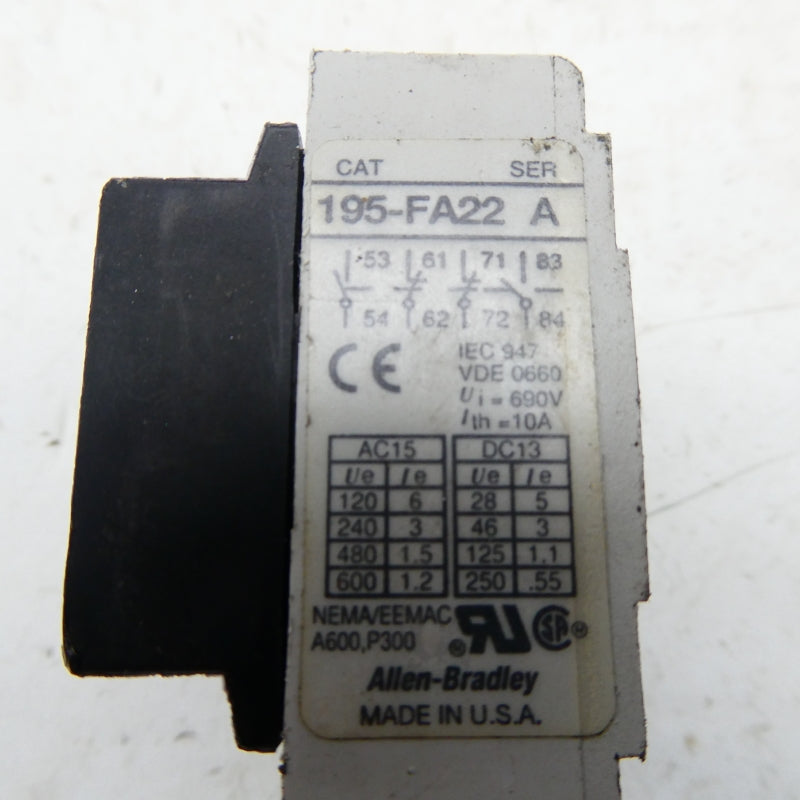 CAT SER
195-FA22 A
53 61 71 83
54 62 72 84
CE IEC 947
VDE 0660
Ui = 690V
Ith = 10A
AC15 DC13
Ue Ie Ue Ie
120 6 28 5
240 3 46 3
480 1.5 125 1.1
600 1.2 250 .55
NEMA/EEMAC
A600,P300 ® RU SA ®
Allen-Bradley
MADE IN U.S.A.